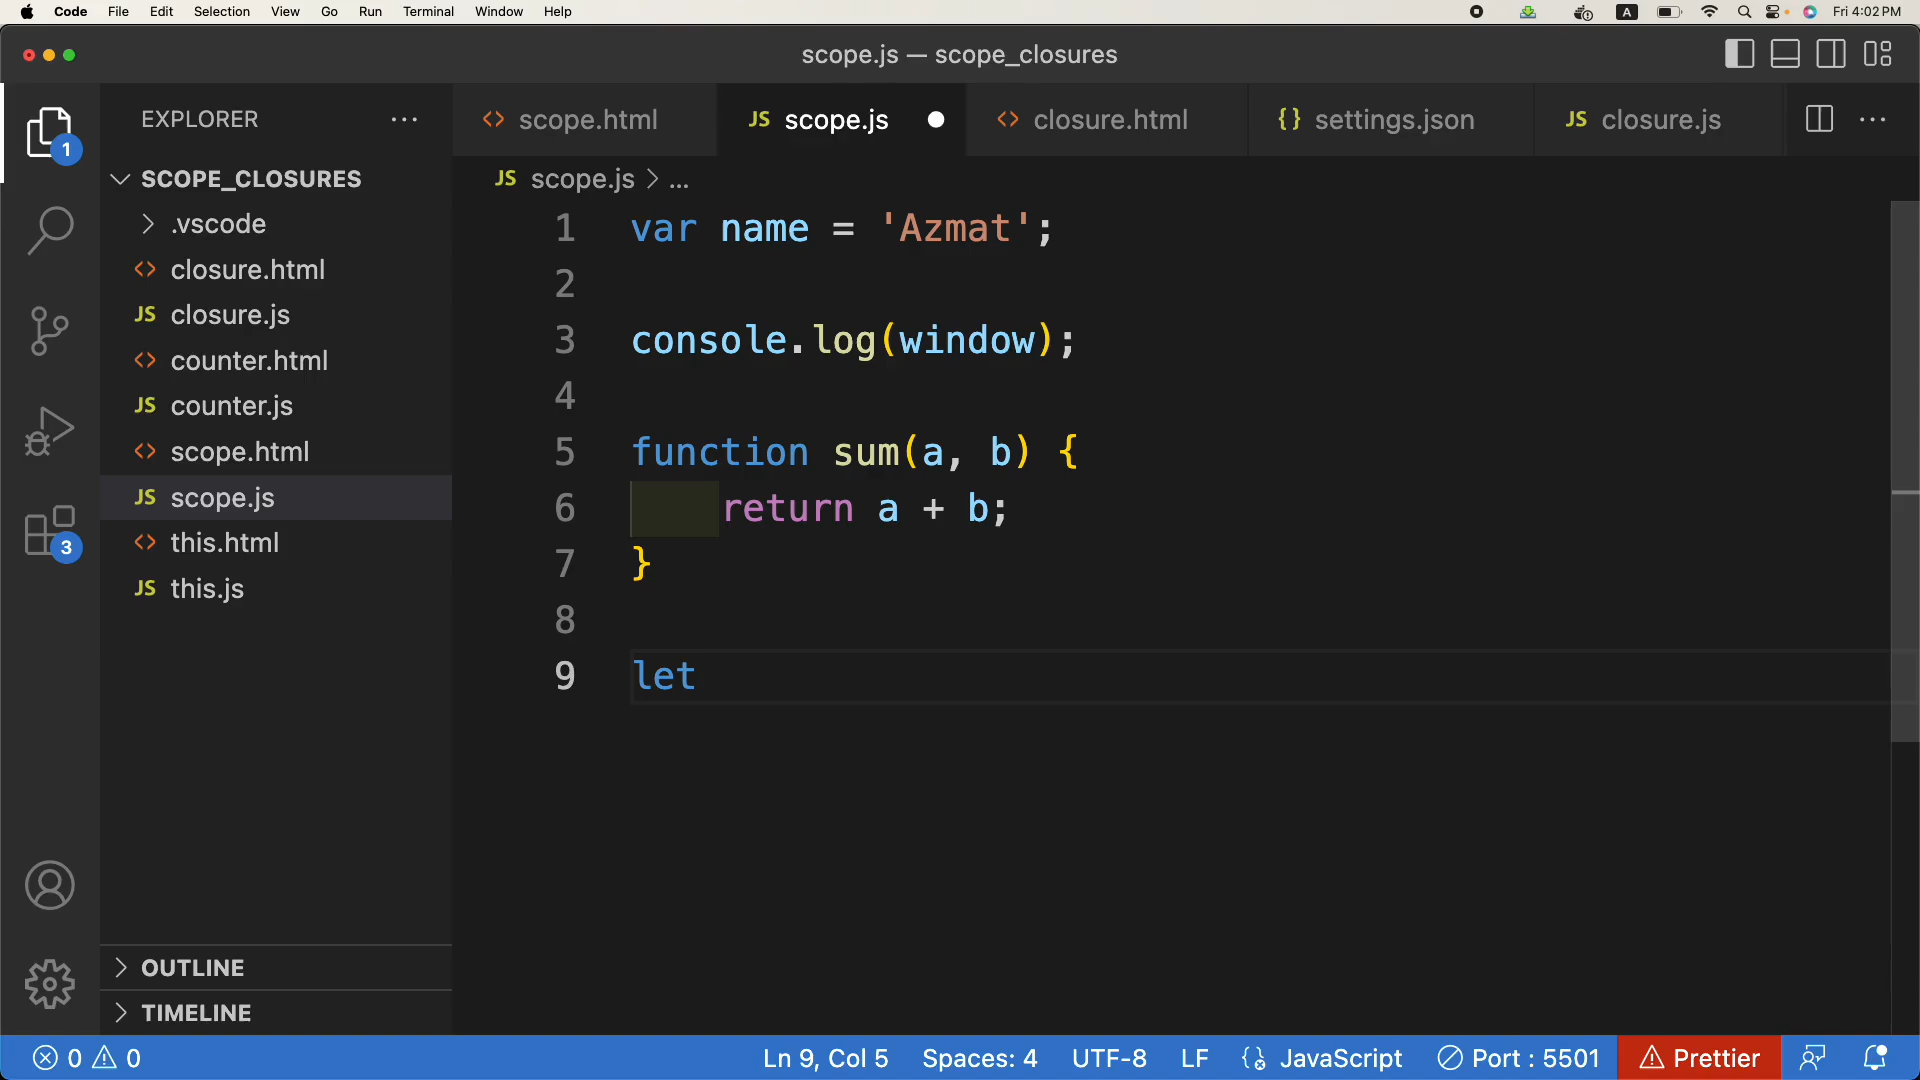 Code File Edit Selection View Go Run Terminal Window Help A Fri 4:02 PM
scope.js — scope_closures
EXPLORER ...
scope.html
JS scope.js
closure.html
{} settings.json
JS closure.js
...
1
SCOPE_CLOSURES
.vscode
closure.html
JS closure.js
counter.html
JS counter.js
scope.html
JS scope.js
this.html
JS this.js
3
OUTLINE
TIMELINE
JS scope.js > ...
1 var name = 'Azmat';
2
3 console.log(window);
4
5 function sum(a, b) {
6 return a + b;
7 }
8
9 let
0 0 Ln 9, Col 5 Spaces: 4 UTF-8 LF {} JavaScript Port : 5501 Prettier